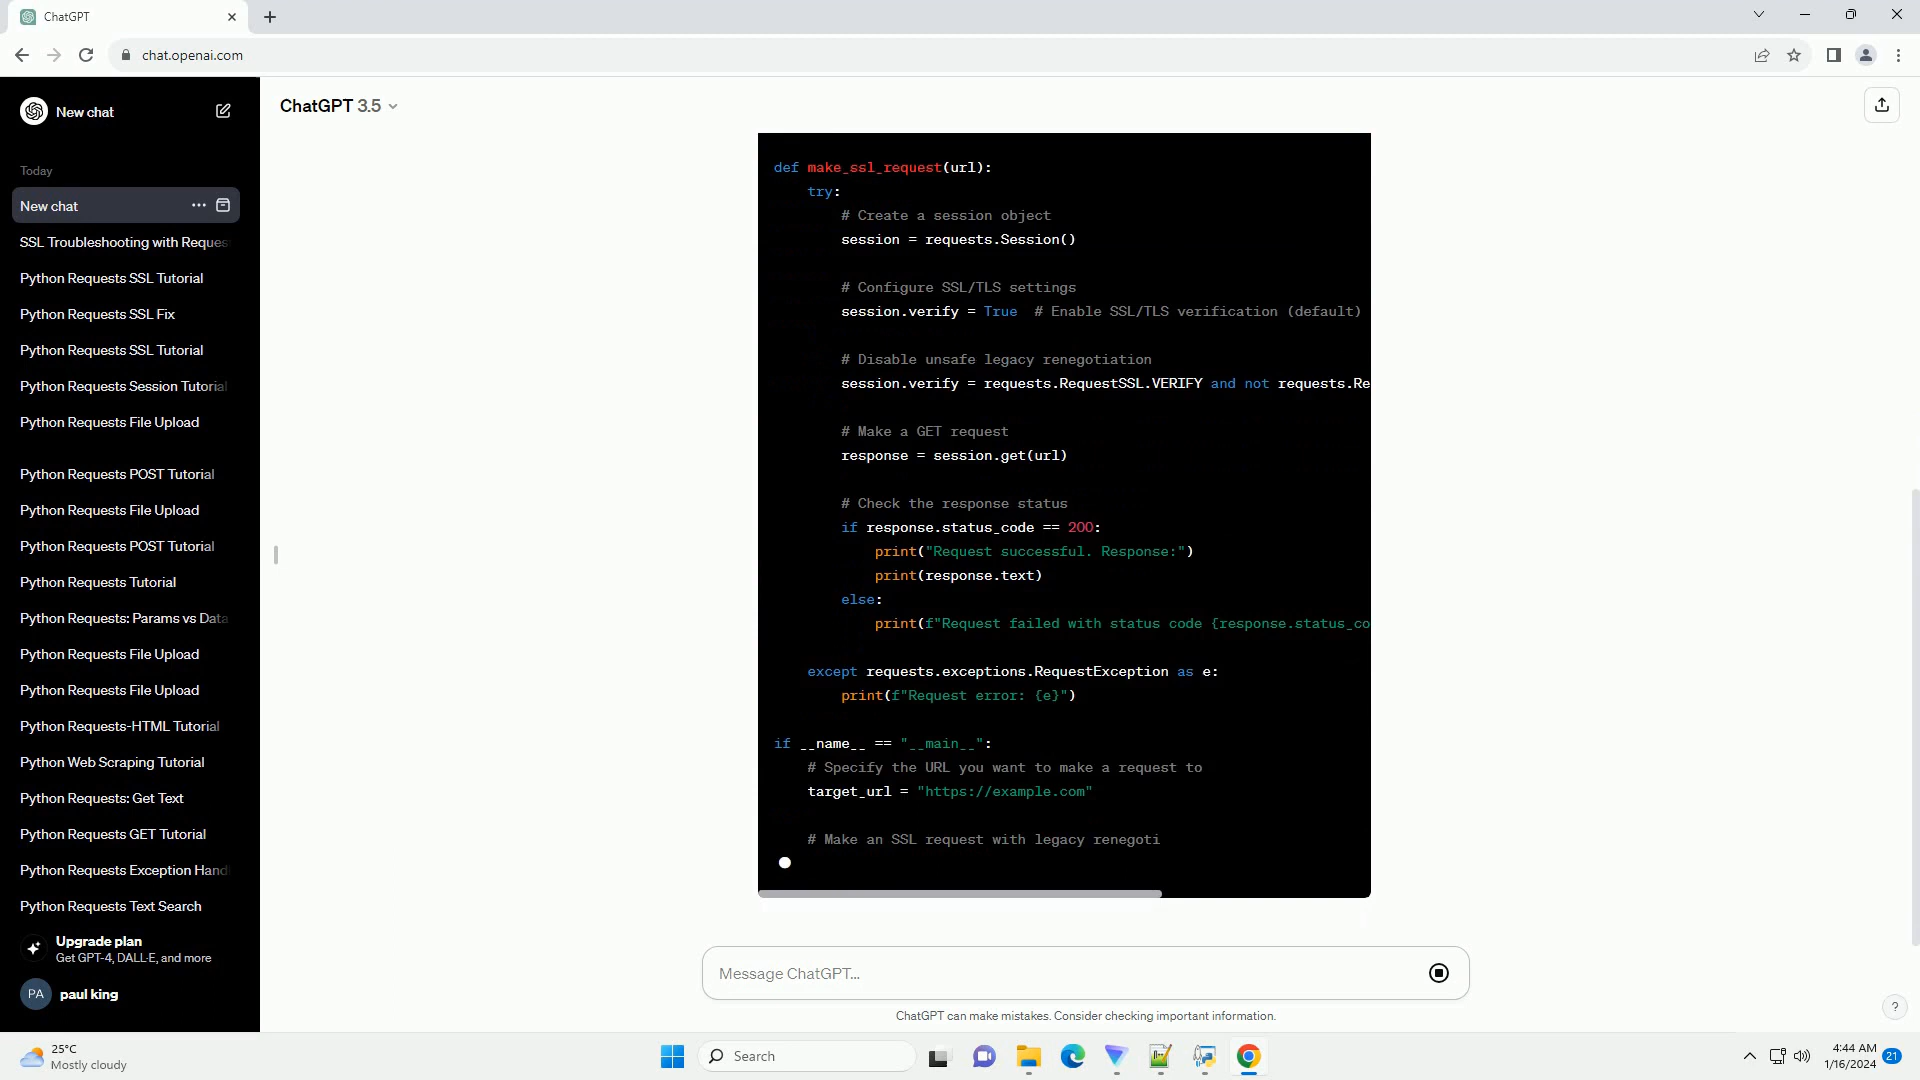 ChatGPT
chat.openai.com
New chat
Today
New chat
SSL Troubleshooting with Reques
Python Requests SSL Tutorial
Python Requests SSL Fix
Python Requests SSL Tutorial
Python Requests Session Tutorial
Python Requests File Upload
Python Requests POST Tutorial
Python Requests File Upload
Python Requests POST Tutorial
Python Requests Tutorial
Python Requests: Params vs Data
Python Requests File Upload
Python Requests File Upload
Python Requests-HTML Tutorial
Python Web Scraping Tutorial
Python Requests: Get Text
Python Requests GET Tutorial
Python Requests Exception Hand
Python Requests Text Search
Upgrade plan
Get GPT-4, DALL·E, and more
PA paul king
ChatGPT 3.5
def make_ssl_request(url):
try:
# Create a session object
session = requests.Session()
# Configure SSL/TLS settings
session.verify = True # Enable SSL/TLS verification (default)
# Disable unsafe legacy renegotiation
session.verify = requests.RequestSSL.VERIFY and not requests.Re
# Make a GET request
response = session.get(url)
# Check the response status
if response.status_code == 200:
print("Request successful. Response:")
print(response.text)
else:
print(f"Request failed with status code {response.status_co
except requests.exceptions.RequestException as e:
print(f"Request error: {e}")
if __name__ == "__main__":
# Specify the URL you want to make a request to
target_url = "https://example.com"
# Make an SSL request with legacy renegoti
Message ChatGPT...
ChatGPT can make mistakes. Consider checking important information.
?
25°C
Mostly cloudy
Search
4:44 AM
1/16/2024
21